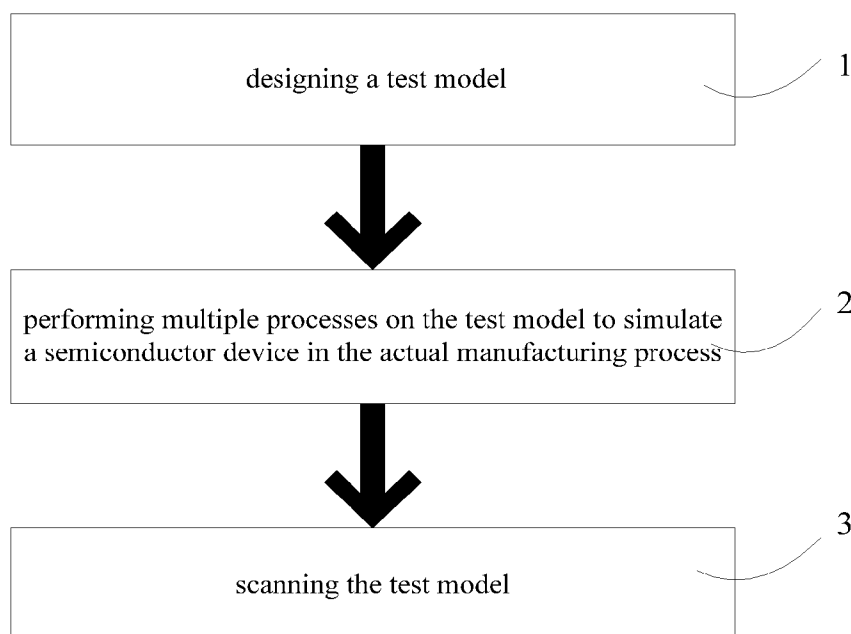 designing a test model
1
performing multiple processes on the test model to simulate
a semiconductor device in the actual manufacturing process
2
scanning the test model
3